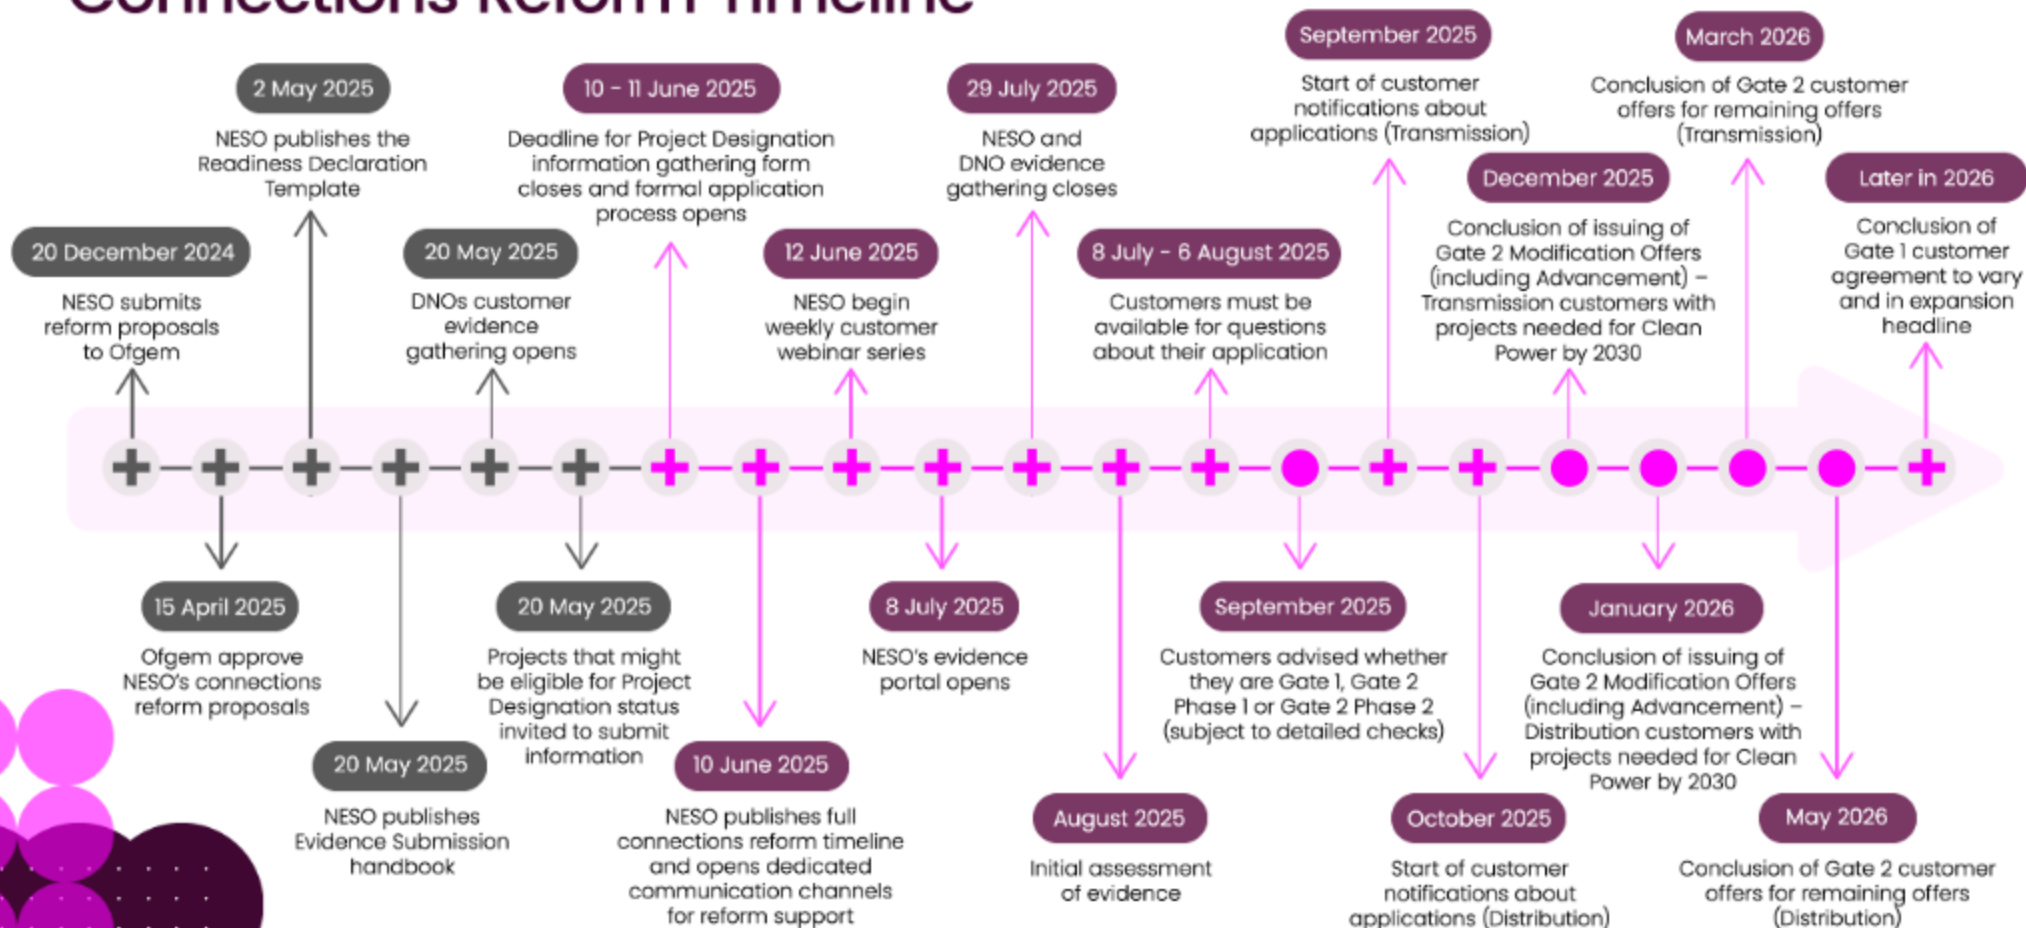 Connections Reform Timeline
20 December 2024
NESO submits
reform proposals
to Ofgem
15 April 2025
Ofgem approve
NESO's connections
reform proposals
2 May 2025
NESO publishes the
Readiness Declaration
Template
20 May 2025
NESO publishes
Evidence Submission
handbook
20 May 2025
DNOs customer
evidence
gathering opens
20 May 2025
Projects that might
be eligible for Project
Designation status
invited to submit
information
10 - 11 June 2025
Deadline for Project Designation
information gathering form
closes and formal application
process opens
10 June 2025
NESO publishes full
connections reform timeline
and opens dedicated
communication channels
for reform support
12 June 2025
NESO begin
weekly customer
webinar series
8 July 2025
NESO's evidence
portal opens
29 July 2025
NESO and
DNO evidence
gathering closes
August 2025
Initial assessment
of evidence
8 July - 6 August 2025
Customers must be
available for questions
about their application
September 2025
Customers advised whether
they are Gate 1, Gate 2
Phase 1 or Gate 2 Phase 2
(subject to detailed checks)
September 2025
Start of customer
notifications about
applications (Transmission)
October 2025
Start of customer
notifications about
applications (Distribution)
December 2025
Conclusion of issuing of
Gate 2 Modification Offers
(including Advancement) –
Transmission customers with
projects needed for Clean
Power by 2030
January 2026
Conclusion of issuing of
Gate 2 Modification Offers
(including Advancement) –
Distribution customers with
projects needed for Clean
Power by 2030
March 2026
Conclusion of Gate 2 customer
offers for remaining offers
(Transmission)
May 2026
Conclusion of Gate 2 customer
offers for remaining offers
(Distribution)
Later in 2026
Conclusion of
Gate 1 customer
agreement to vary
and in expansion
headline